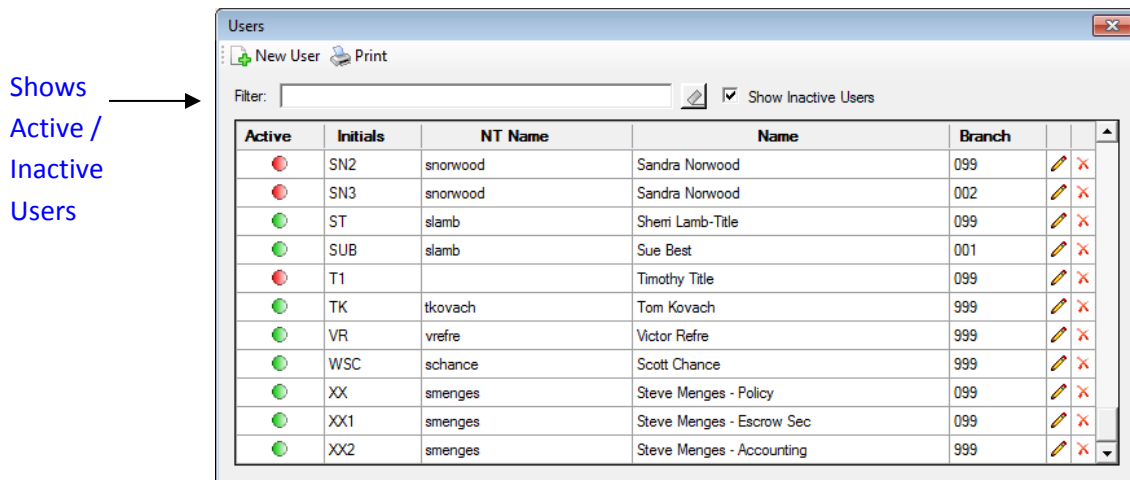 Users
New User Print
Shows
Active /
Inactive
Users
Filter: Show Inactive Users
Active Initials NT Name Name Branch
SN2 snorwood Sandra Norwood 099
SN3 snorwood Sandra Norwood 002
ST slamb Sherri Lamb-Title 099
SUB slamb Sue Best 001
T1 Timothy Title 099
TK tkovach Tom Kovach 999
VR vrefre Victor Refre 999
WSC schance Scott Chance 999
XX smenges Steve Menges - Policy 099
XX1 smenges Steve Menges - Escrow Sec 099
XX2 smenges Steve Menges - Accounting 999